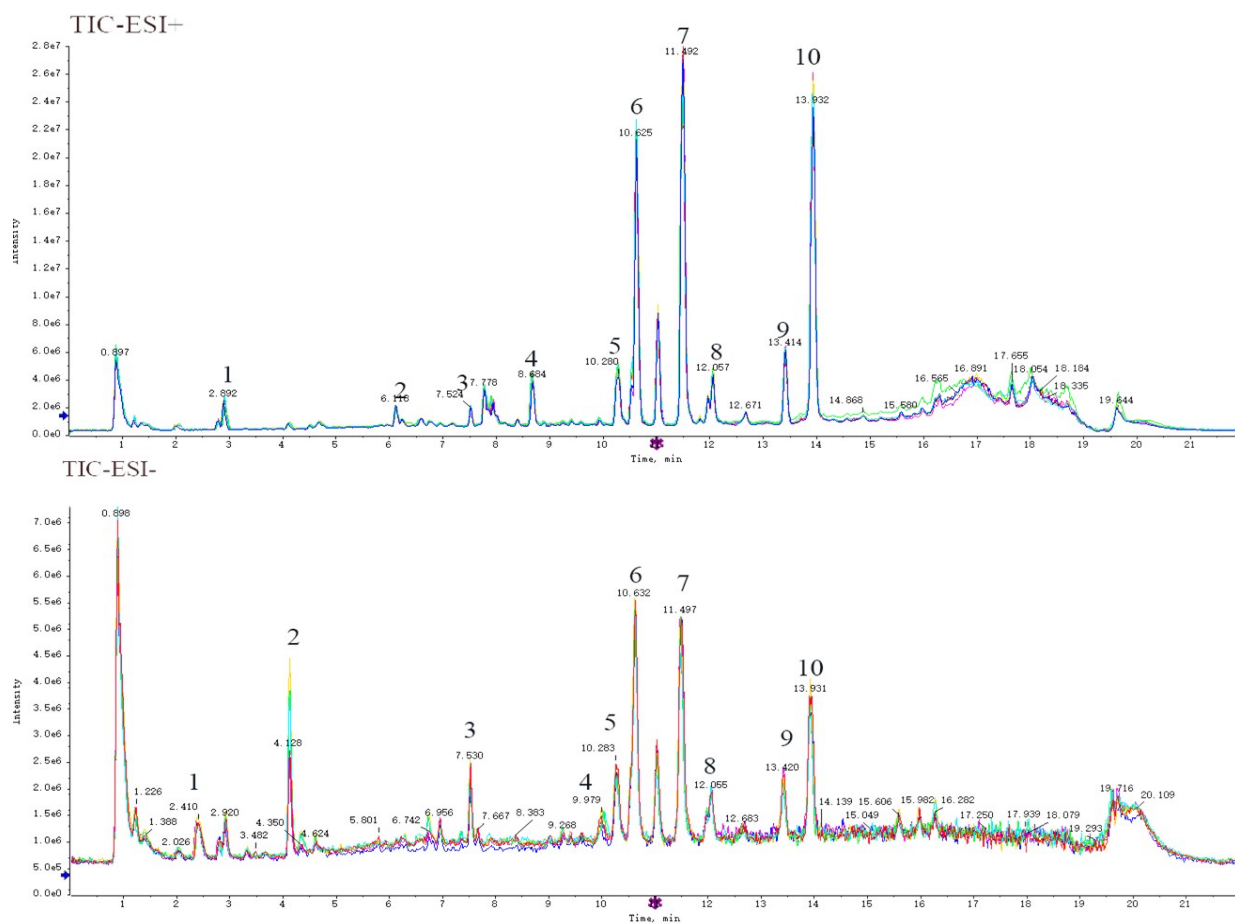 TIC-ESI+
7
2.8e7
11.492
10
2.6e7
13.932
2.4e7
6
10.625
2.2e7
2.0e7
1.8e7
1.6e7
Intensity
1.4e7
1.2e7
1.0e7
8.0e6
9
5
8
13.414
0.897
4
6.0e6
10.280
12.057
17.655
1
3
7.778
8.684
16.565
16.891
18.054
18.184
4.0e6
2.892
2
7.524
14.868
18.335
6.118
12.671
15.580
19.644
2.0e6
0.0e0
1 2 3 4 5 6 7 8 9 10 11 12 13 14 15 16 17 18 19 20 21
Time, min
TIC-ESI-
7.0e6
0.898
6.5e6
6.0e6
6
7
5.5e6
10.632
11.497
5.0e6
2
10
4.5e6
4.0e6
13.931
Intensity
3.5e6
5
3
9
3.0e6
4.128
8
7.530
10.283
13.420
2.5e6
1
4
12.055
2.0e6
1.226
9.979
19.716
20.109
2.410
6.956
14.139
15.606
15.982
16.282
1.5e6
1.388
2.920
4.350
5.801
6.742
7.667
8.383
12.683
15.049
17.250
17.939
18.079
2.026
3.482
4.624
9.268
19.293
1.0e6
5.0e5
0.0e0
1 2 3 4 5 6 7 8 9 10 11 12 13 14 15 16 17 18 19 20 21
Time, min